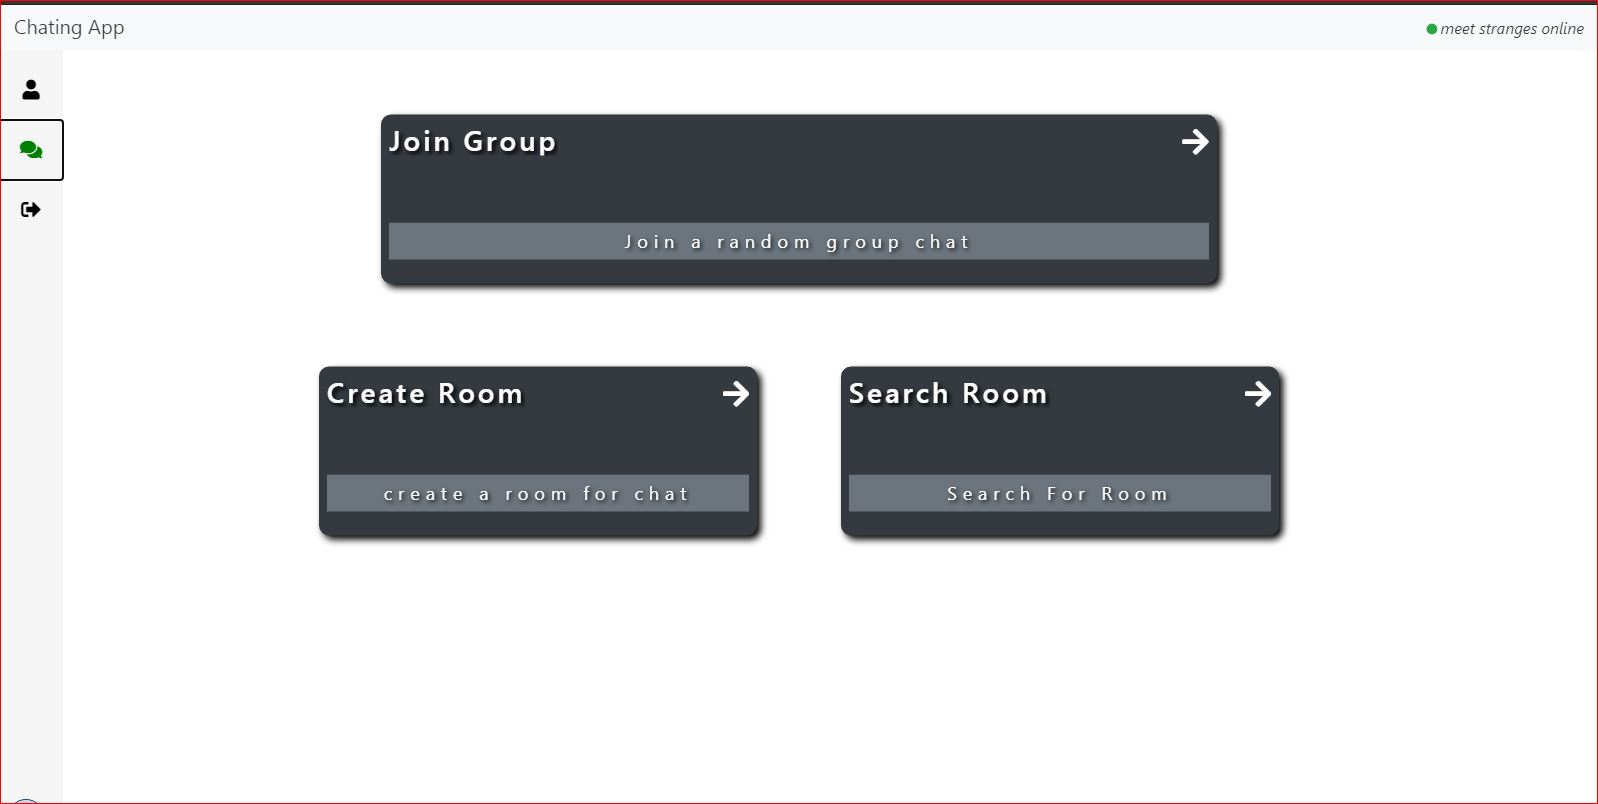 Chating App
meet stranges online
Join Group
Join a random group chat
Create Room
create a room for chat
Search Room
Search For Room